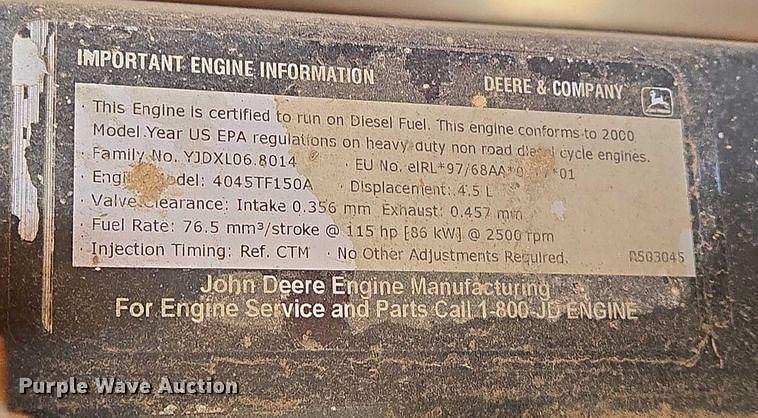 IMPORTANT ENGINE INFORMATION
DEERE & COMPANY
· This Engine is certified to run on Diesel Fuel. This engine conforms to 2000
Model Year US EPA regulations on heavy duty non road diesel cycle engines.
· Family No. YJDXL06.8014 · EU No. eIRL*97/68AA* *01
· Engine Model: 4045TF150A · Displacement: 4.5 L
· Valve Clearance: Intake 0.356 mm Exhaust: 0.457 mm
· Fuel Rate: 76.5 mm³/stroke @ 115 hp [86 kW] @ 2500 rpm
· Injection Timing: Ref. CTM · No Other Adjustments Required. R503045
John Deere Engine Manufacturing
For Engine Service and Parts Call 1-800-JD ENGINE
Purple Wave Auction